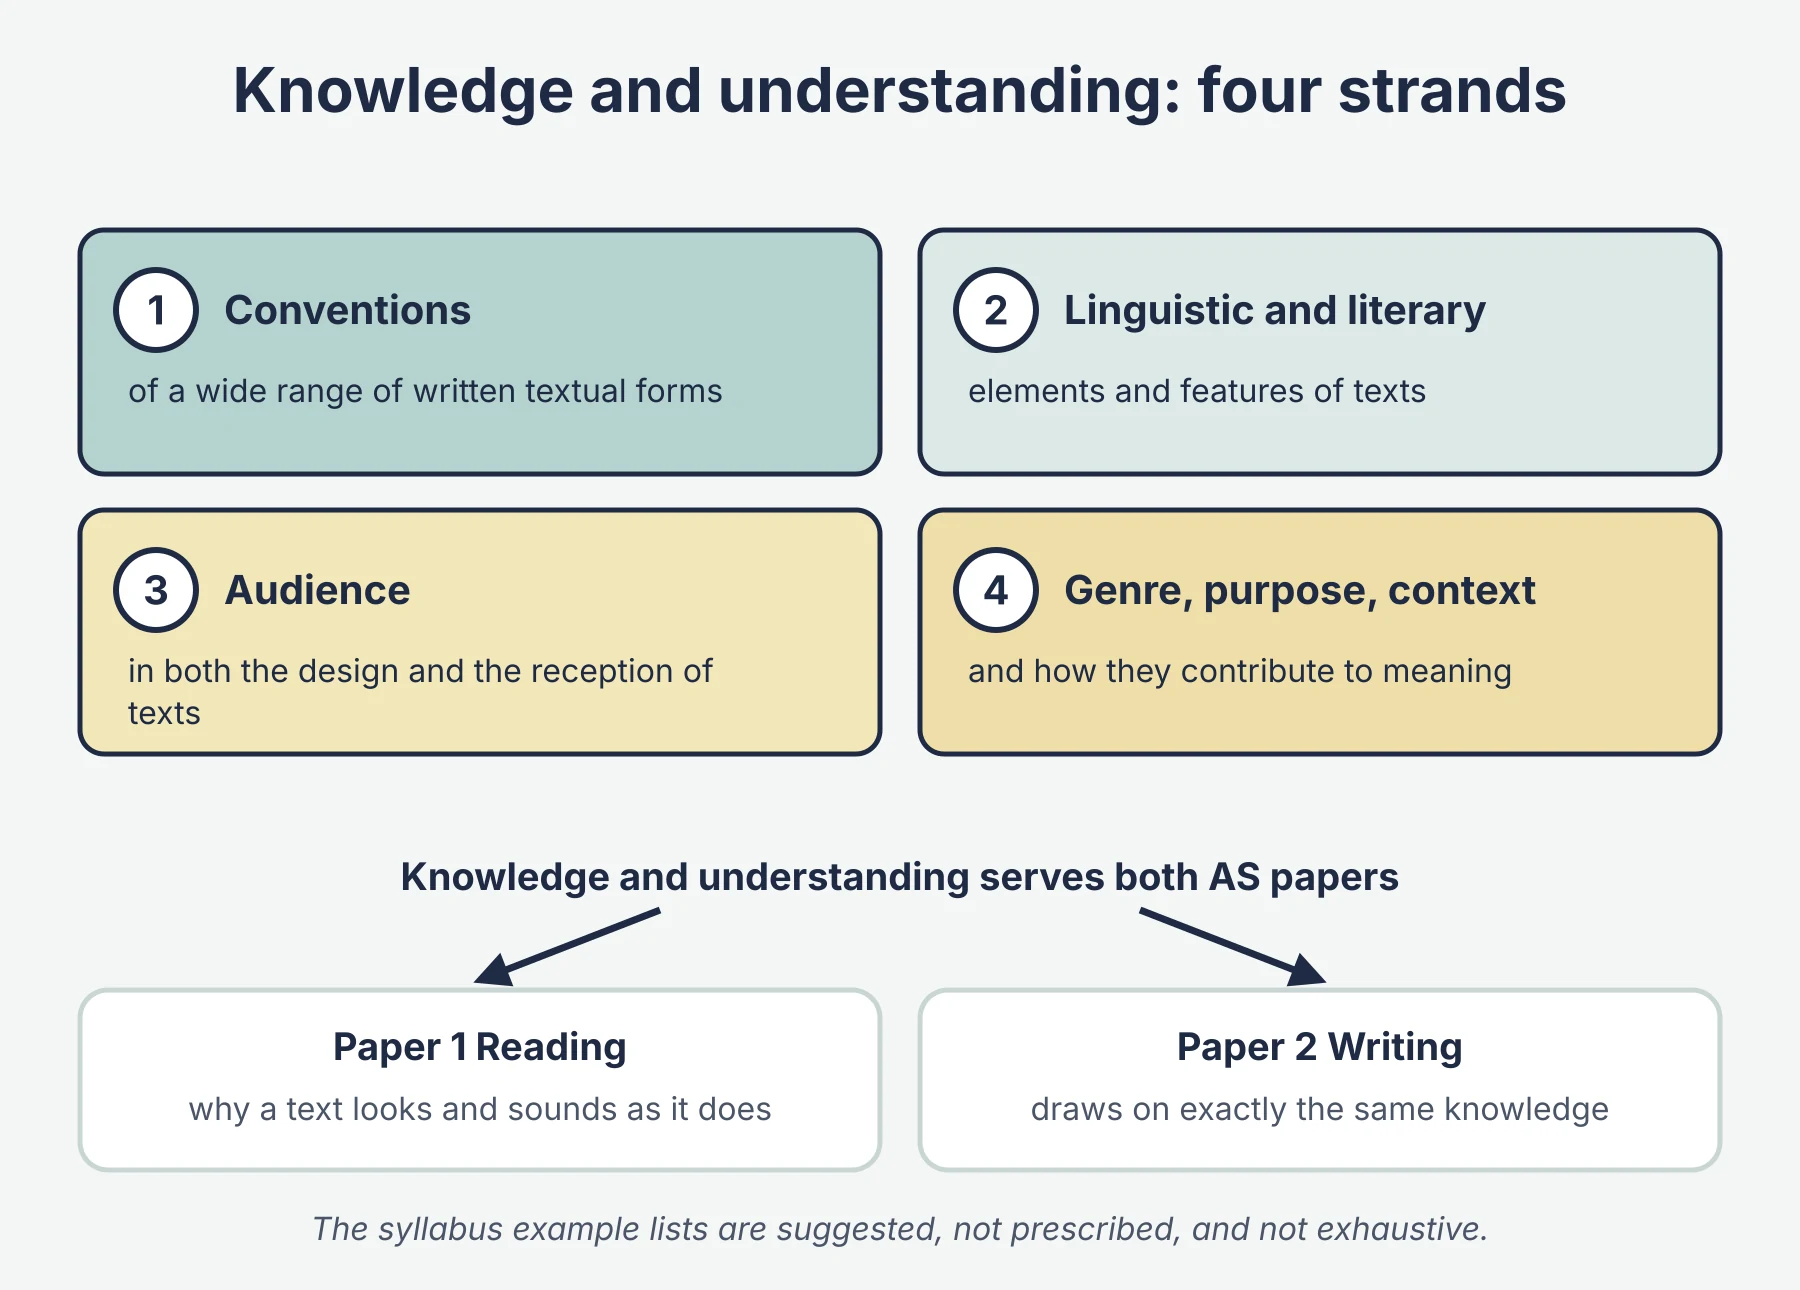 Knowledge and understanding: four strands
1 Conventions
of a wide range of written textual forms
2 Linguistic and literary
elements and features of texts
3 Audience
in both the design and the reception of
texts
4 Genre, purpose, context
and how they contribute to meaning
Knowledge and understanding serves both AS papers
Paper 1 Reading
why a text looks and sounds as it does
Paper 2 Writing
draws on exactly the same knowledge
The syllabus example lists are suggested, not prescribed, and not exhaustive.